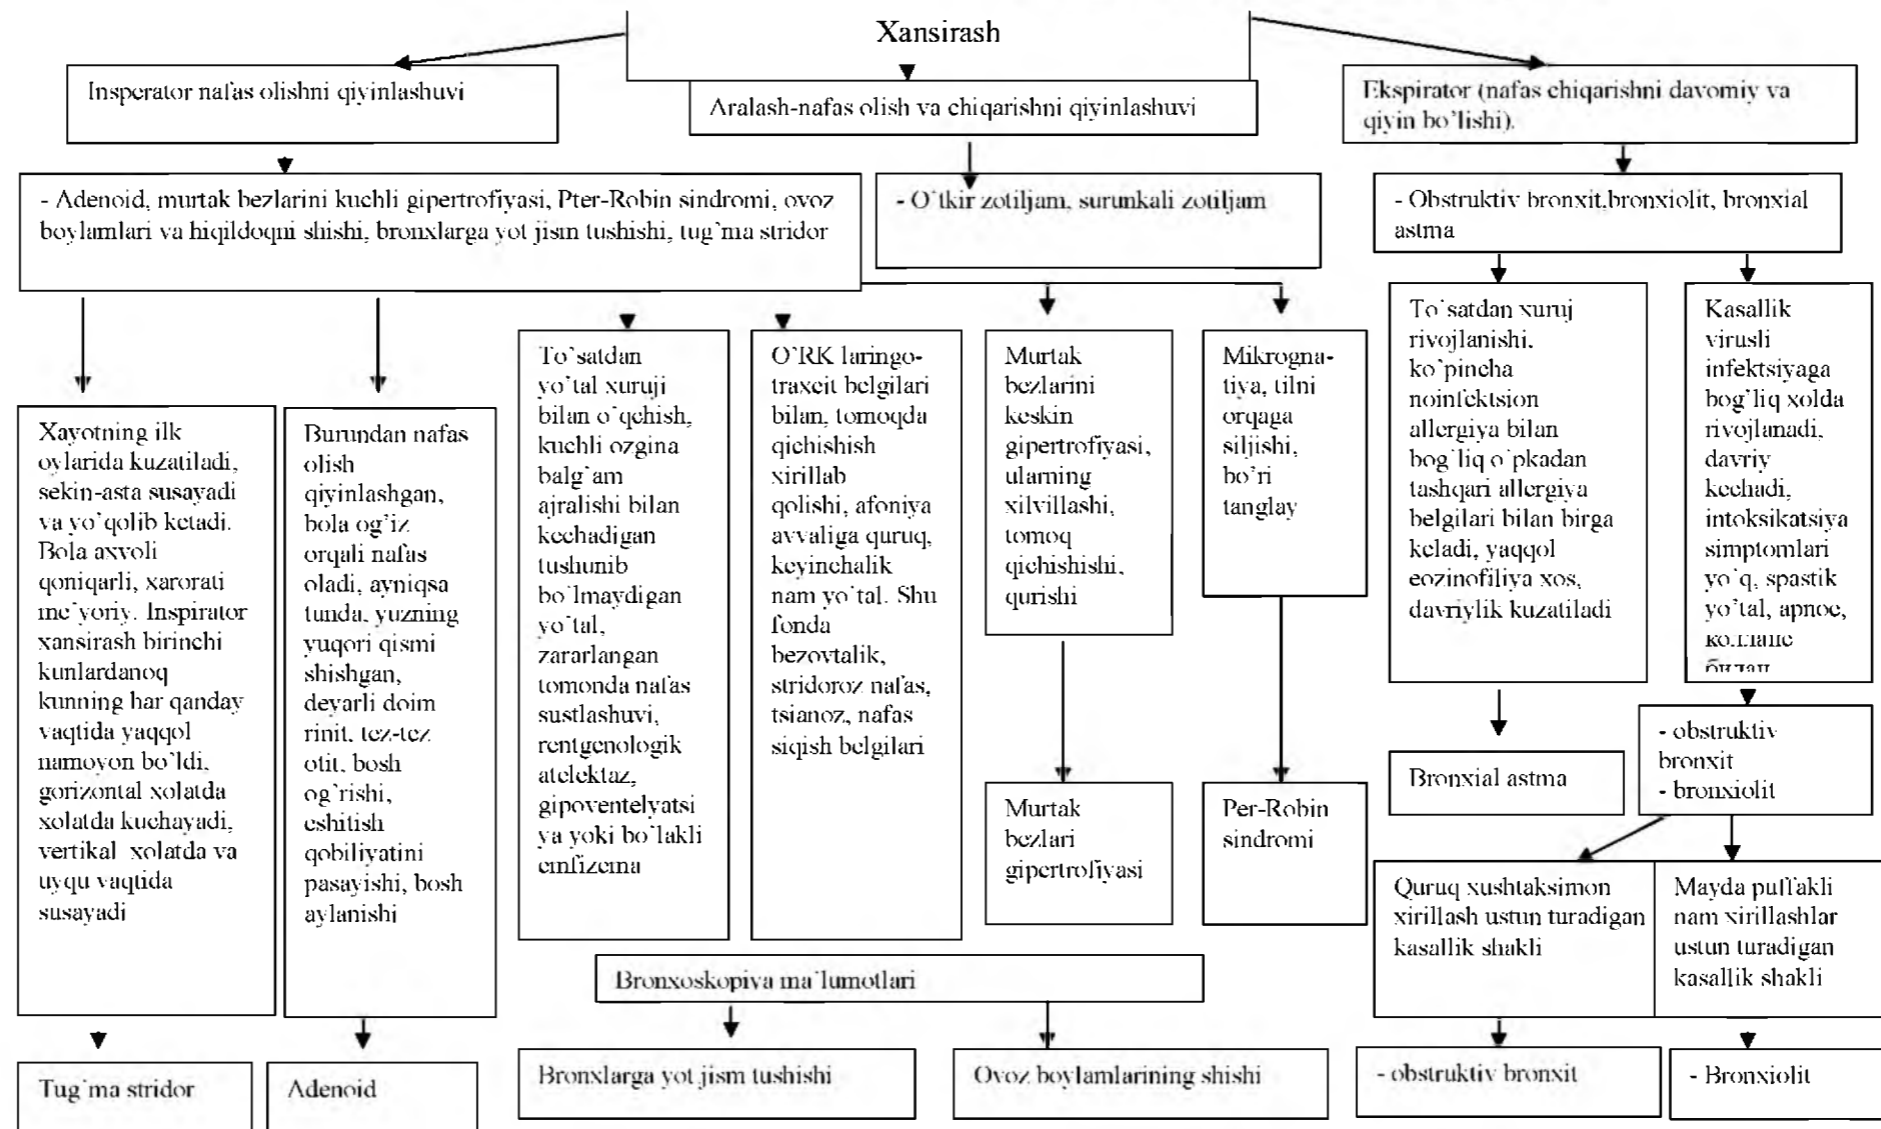 Xansirash
Insperator nafas olishni qiyinlashuvi
Aralash-nafas olish va chiqarishni qiyinlashuvi
Ekspirator (nafas chiqarishni davomiy va
qiyin bo’lishi).
- Adenoid, murtak bezlarini kuchli gipertrofiyasi, Pter-Robin sindromi, ovoz
boylamlari va hiqildoqni shishi, bronxlarga yot jism tushishi, tug`ma stridor
- O`tkir zotiljam, surunkali zotiljam
- Obstruktiv bronxit,bronxiolit, bronxial
astma
Xayotning ilk
oylarida kuzatiladi,
sekin-asta susayadi
va yo’qolib ketadi.
Bola axvoli
qoniqarli, xarorati
me`yoriy. Inspirator
xansirash birinchi
kunlardanoq
kunning har qanday
vaqtida yaqqol
namoyon bo`ldi,
gorizontal xolatda
xolatda kuchayadi,
vertikal xolatda va
uyqu vaqtida
susayadi
Burundan nafas
olish
qiyinlashgan,
bola og’iz
orqali nafas
oladi, ayniqsa
tunda, yuzning
yuqori qismi
shishgan,
deyarli doim
rinit, tez-tez
otit, bosh
og`rishi,
eshitish
qobiliyatini
pasayishi, bosh
aylanishi
To`satdan
yo`tal xuruji
bilan o`qchish,
kuchli ozgina
balg`am
ajralishi bilan
kechadigan
tushunib
bo`lmaydigan
yo`tal,
zararlangan
tomonda nafas
sustlashuvi,
rentgenologik
atelektaz,
gipoventelyatsi
ya yoki bo`lakli
emfizema
O`RK laringo-
traxeit belgilari
bilan, tomoqda
qichishish
xirillab
qolishi, afoniya
avvaliga quruq,
keyinchalik
nam yo`tal. Shu
fonda
bezovtalik,
stridoroz nafas,
tsianoz, nafas
siqish belgilari
Murtak
bezlarini
keskin
gipertrofiyasi,
ularning
xilvillashi,
tomoq
qichishishi,
qurishi
Mikrogna-
tiya, tilni
orqaga
siljishi,
bo’ri
tanglay
To`satdan xuruj
rivojlanishi,
ko`pincha
noinfektsion
allergiya bilan
bog`liq o`pkadan
tashqari allergiya
belgilari bilan birga
keladi, yaqqol
eozinofiliya xos,
davriylik kuzatiladi
Kasallik
virusli
infektsiyaga
bog’liq xolda
rivojlanadi,
davriy
kechadi,
intoksikatsiya
simptomlari
yo`q, spastik
yo`tal, apnoe,
коллапс
билан
Murtak
bezlari
gipertrofiyasi
Per-Robin
sindromi
Bronxial astma
- obstruktiv
bronxit
- bronxiolit
Quruq xushtaksimon
xirillash ustun turadigan
kasallik shakli
Mayda puffakli
nam xirillashlar
ustun turadigan
kasallik shakli
Bronxoskopiya ma`lumotlari
Tug`ma stridor
Adenoid
Bronxlarga yot jism tushishi
Ovoz boylamlarining shishi
- obstruktiv bronxit
- Bronxiolit